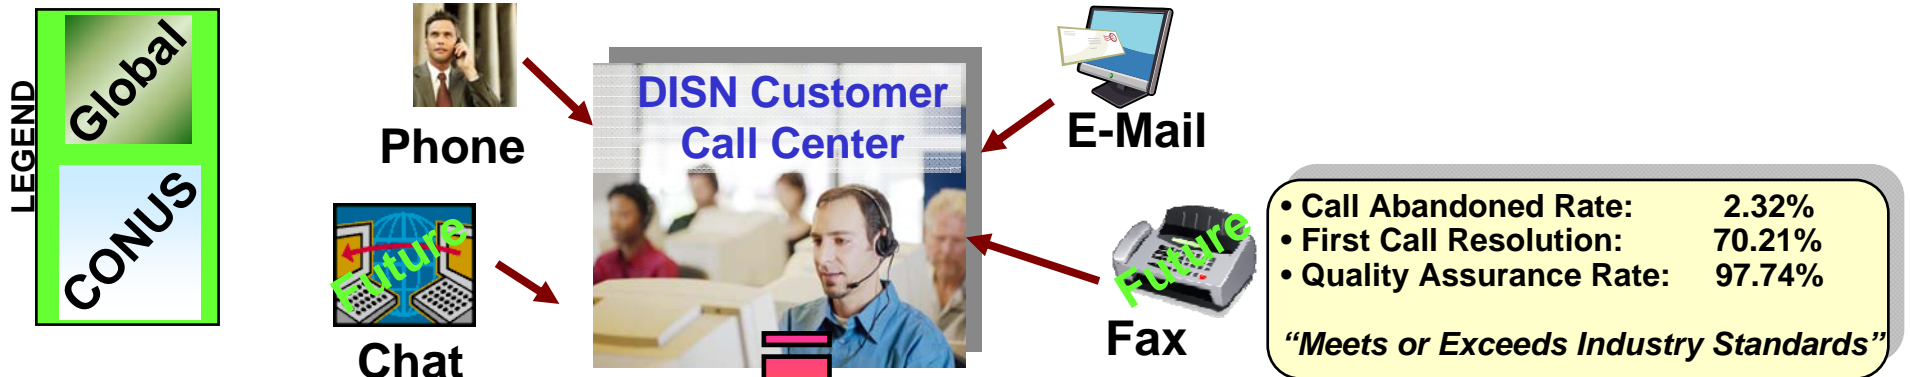 LEGEND
Global
CONUS
Phone
Future
Chat
DISN Customer
Call Center
E-Mail
Future
Fax
• Call Abandoned Rate: 2.32%
• First Call Resolution: 70.21%
• Quality Assurance Rate: 97.74%
“Meets or Exceeds Industry Standards”